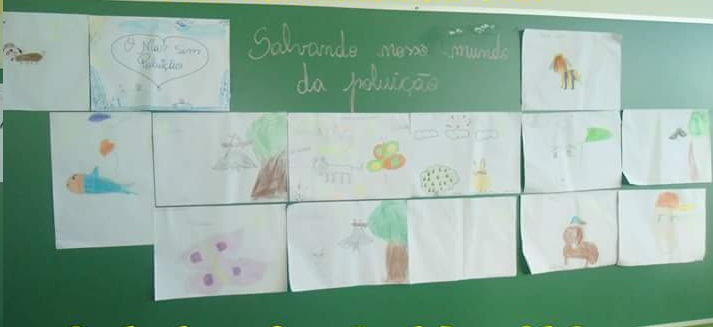 Salvando nosso mundo
da poluição
O Mar sem
Poluição